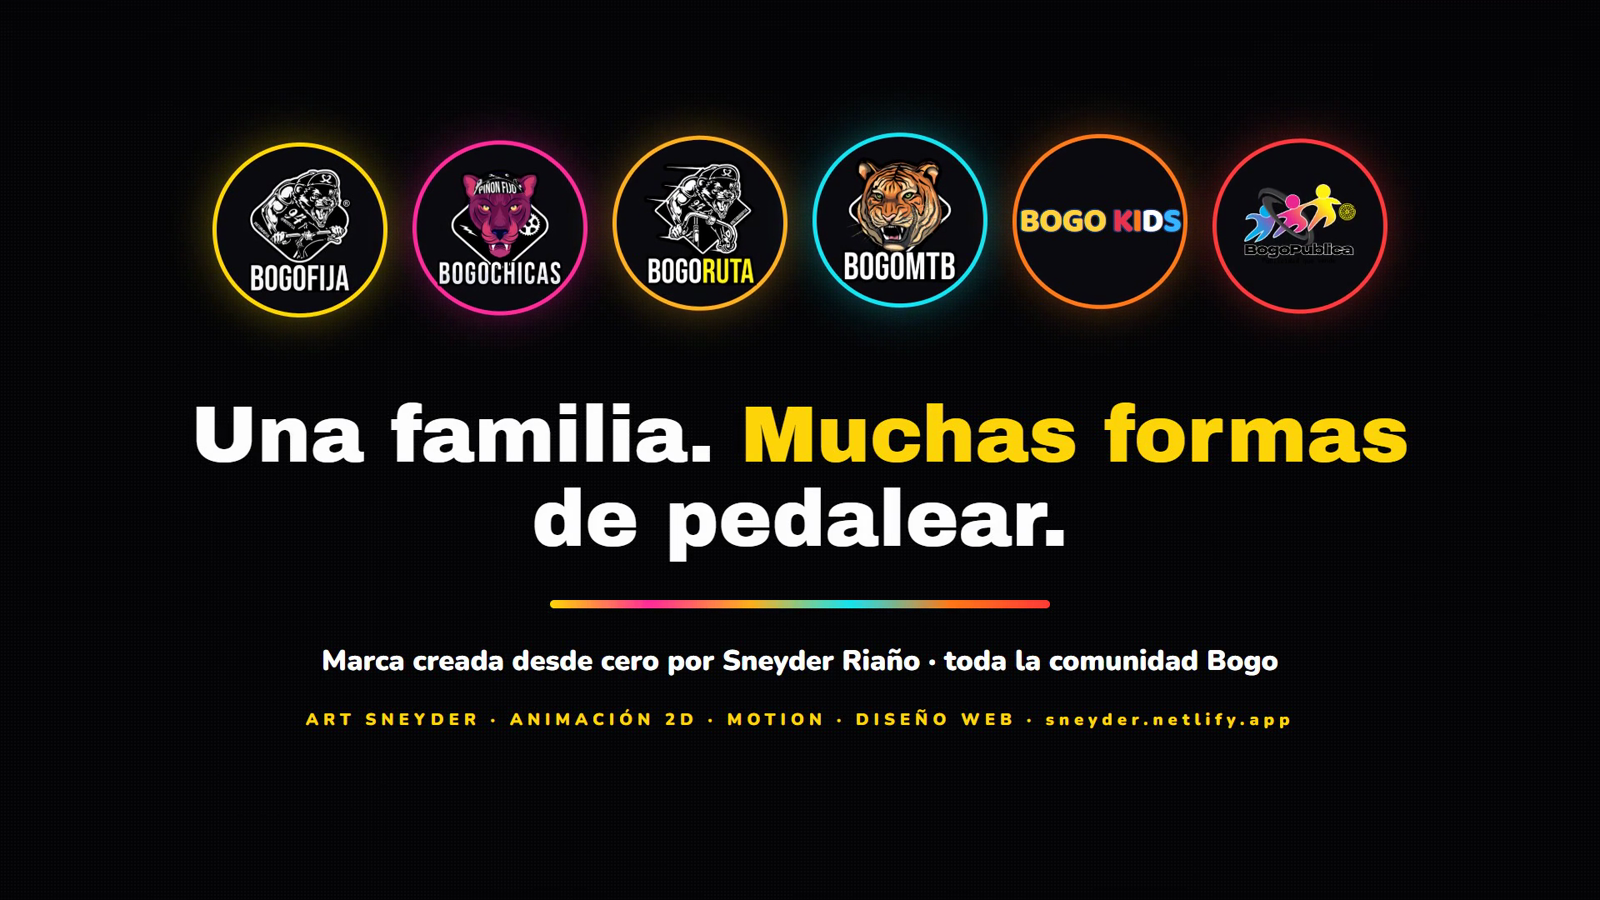 BOGOFIJA
PIÑON FIJO
BOGOCHICAS
BOGORUTA
BOGOMTB
BOGO KIDS
BogoPublica
Una familia. Muchas formas
de pedalear.
Marca creada desde cero por Sneyder Riaño · toda la comunidad Bogo
ART SNEYDER · ANIMACIÓN 2D · MOTION · DISEÑO WEB · sneyder.netlify.app